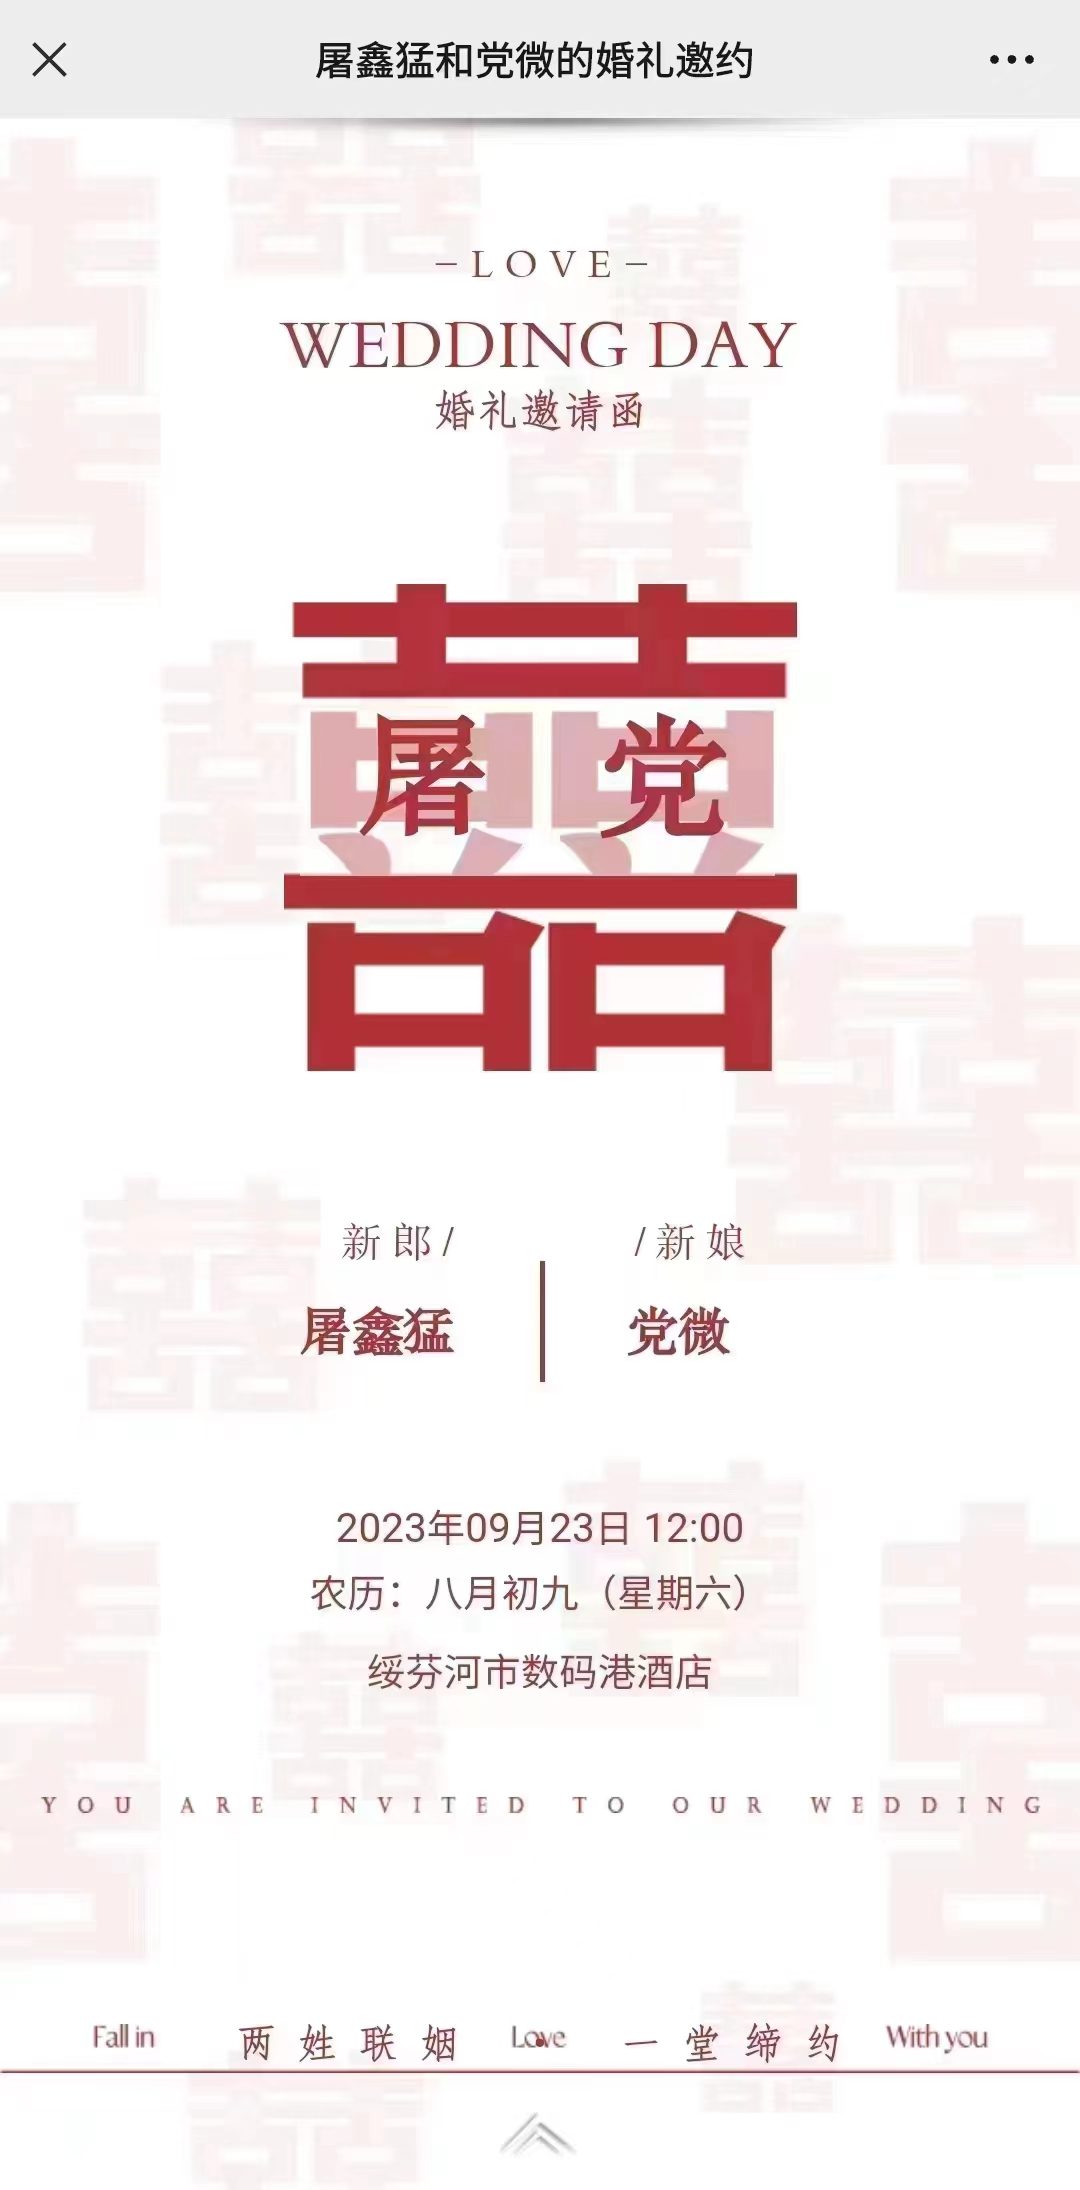 屠鑫猛和党微的婚礼邀约
–LOVE–
WEDDING DAY
婚礼邀请函
屠 党
新郎/ /新娘
屠鑫猛 党微
2023年09月23日 12:00
农历：八月初九（星期六）
绥芬河市数码港酒店
YOU ARE INVITED TO OUR WEDDING
Fall in 两姓联姻 Love 一堂缔约 With you